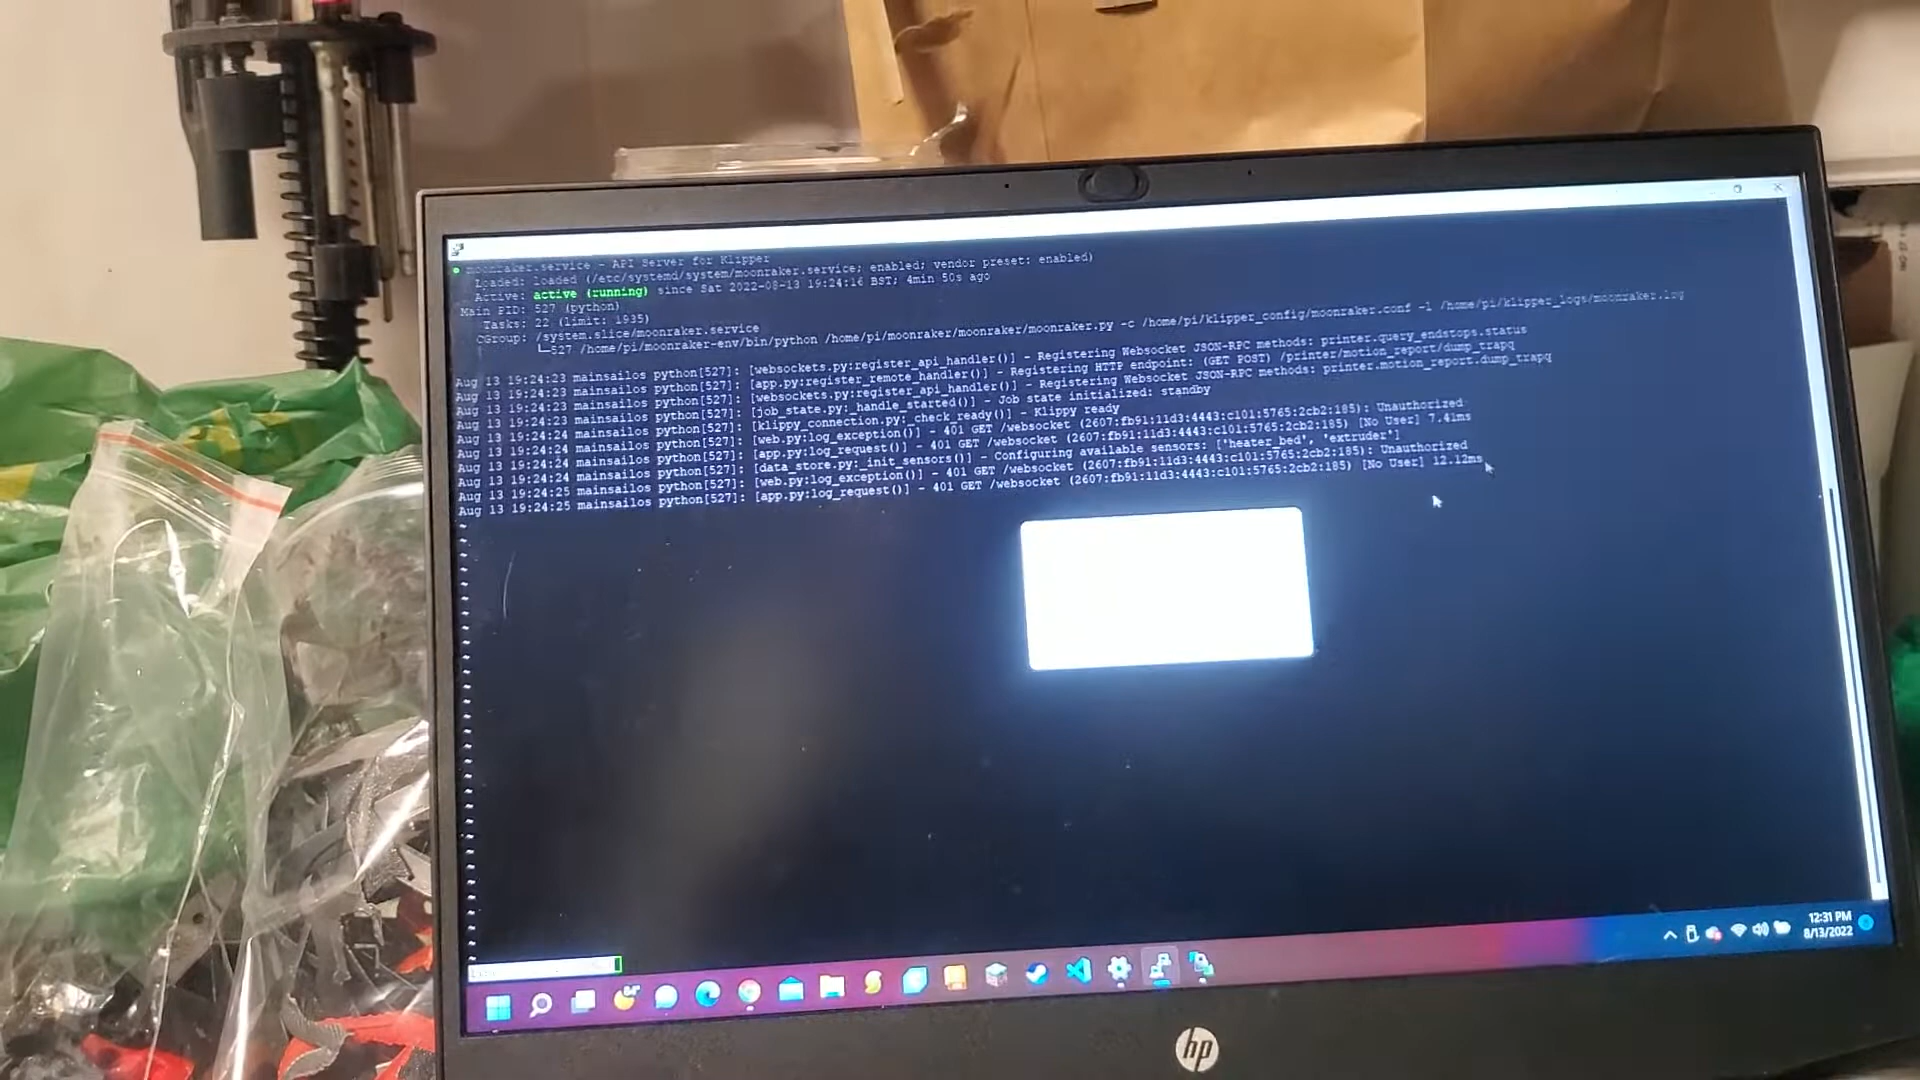 moonraker.service - API Server for Klipper
Loaded: loaded (/etc/systemd/system/moonraker.service; enabled; vendor preset: enabled)
Active: active (running) since Sat 2022-08-13 19:24:16 BST; 4min 50s ago
Main PID: 527 (python)
Tasks: 22 (limit: 1935)
CGroup: /system.slice/moonraker.service
└─527 /home/pi/moonraker-env/bin/python /home/pi/moonraker/moonraker/moonraker.py -c /home/pi/klipper_config/moonraker.conf -l /home/pi/klipper_logs/moonraker.log
Aug 13 19:24:23 mainsailos python[527]: [websockets.py:register_api_handler()] - Registering Websocket JSON-RPC methods: printer.query_endstops.status
Aug 13 19:24:23 mainsailos python[527]: [app.py:register_remote_handler()] - Registering HTTP endpoint: (GET POST) /printer/motion_report/dump_trapq
Aug 13 19:24:23 mainsailos python[527]: [websockets.py:register_api_handler()] - Registering Websocket JSON-RPC methods: printer.motion_report.dump_trapq
Aug 13 19:24:23 mainsailos python[527]: [job_state.py:_handle_started()] - Job state initialized: standby
Aug 13 19:24:24 mainsailos python[527]: [klippy_connection.py:_check_ready()] - Klippy ready
Aug 13 19:24:24 mainsailos python[527]: [web.py:log_exception()] - 401 GET /websocket (2607:fb91:11d3:4443:c101:5765:2cb2:185): Unauthorized
Aug 13 19:24:24 mainsailos python[527]: [app.py:log_request()] - 401 GET /websocket (2607:fb91:11d3:4443:c101:5765:2cb2:185) [No User] 7.41ms
Aug 13 19:24:24 mainsailos python[527]: [data_store.py:_init_sensors()] - Configuring available sensors: ['heater_bed', 'extruder']
Aug 13 19:24:25 mainsailos python[527]: [web.py:log_exception()] - 401 GET /websocket (2607:fb91:11d3:4443:c101:5765:2cb2:185): Unauthorized
Aug 13 19:24:25 mainsailos python[527]: [app.py:log_request()] - 401 GET /websocket (2607:fb91:11d3:4443:c101:5765:2cb2:185) [No User] 12.12ms
12:31 PM
8/13/2022
hp